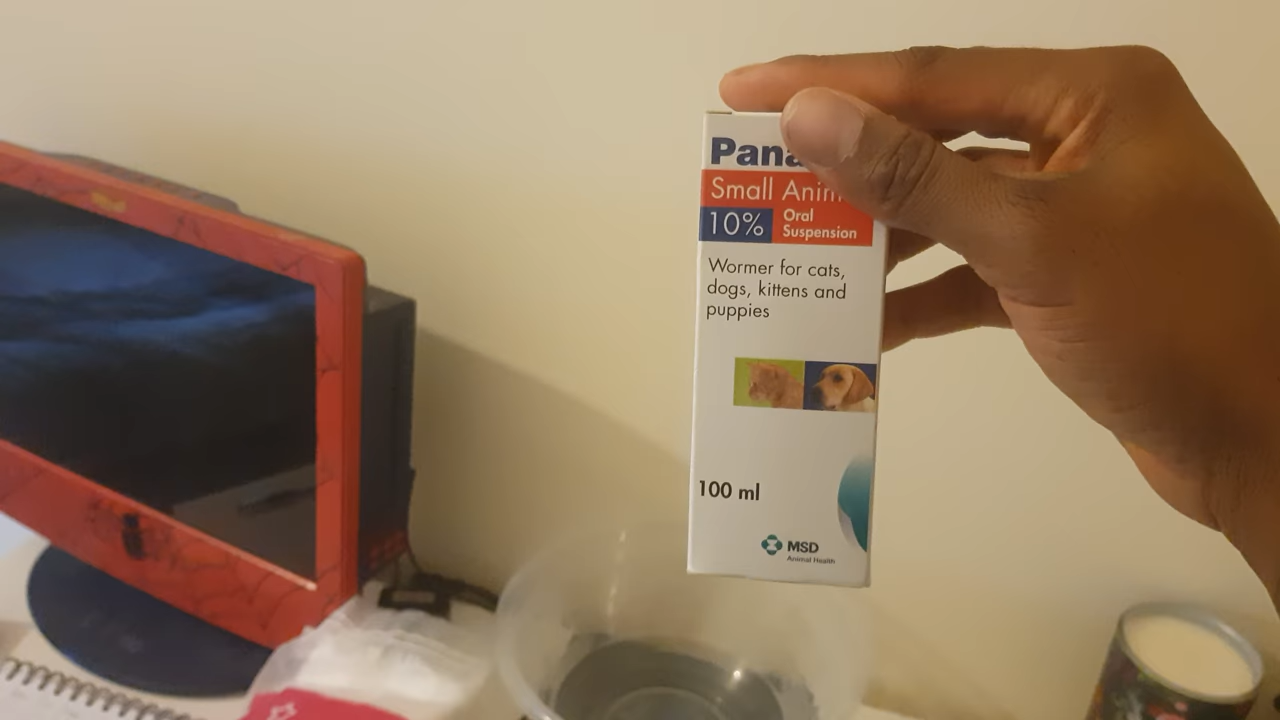 Pana
Small Anim
10%
Oral
Suspension
Wormer for cats,
dogs, kittens and
puppies
100 ml
MSD
Animal Health